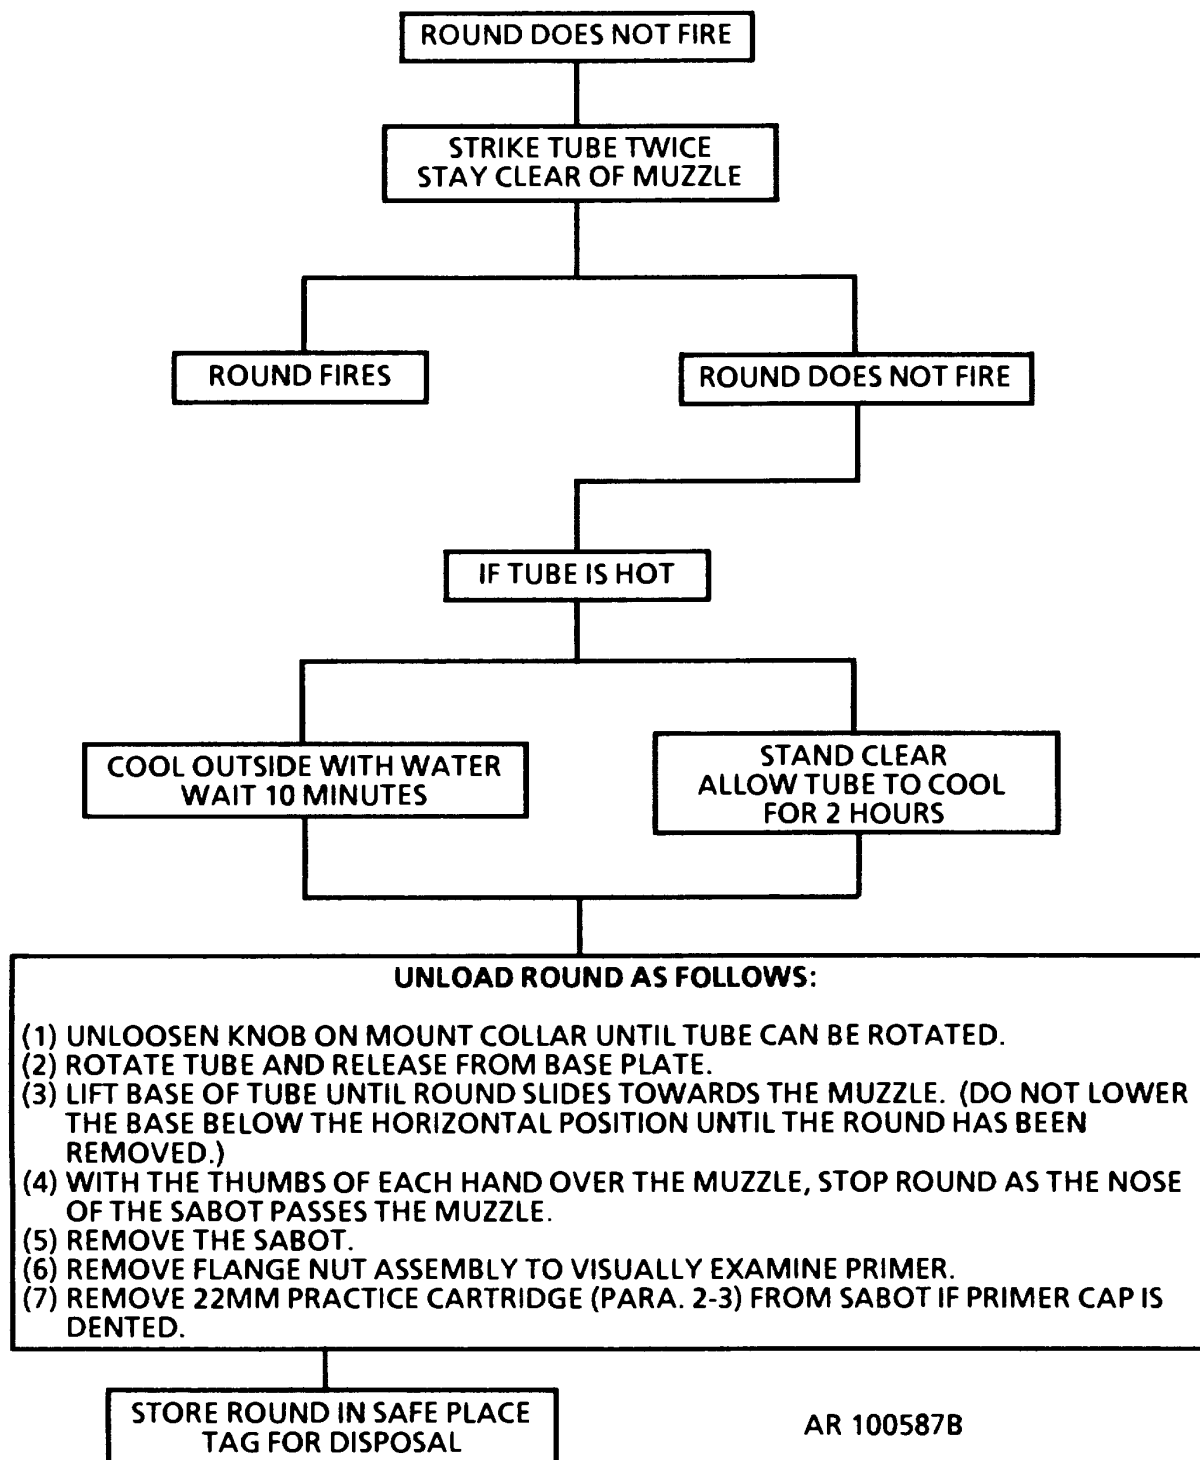 ROUND DOES NOT FIRE
STRIKE TUBE TWICE
STAY CLEAR OF MUZZLE
ROUND FIRES
ROUND DOES NOT FIRE
IF TUBE IS HOT
COOL OUTSIDE WITH WATER
WAIT 10 MINUTES
STAND CLEAR
ALLOW TUBE TO COOL
FOR 2 HOURS
UNLOAD ROUND AS FOLLOWS:
(1) UNLOOSEN KNOB ON MOUNT COLLAR UNTIL TUBE CAN BE ROTATED.
(2) ROTATE TUBE AND RELEASE FROM BASE PLATE.
(3) LIFT BASE OF TUBE UNTIL ROUND SLIDES TOWARDS THE MUZZLE. (DO NOT LOWER
THE BASE BELOW THE HORIZONTAL POSITION UNTIL THE ROUND HAS BEEN
REMOVED.)
(4) WITH THE THUMBS OF EACH HAND OVER THE MUZZLE, STOP ROUND AS THE NOSE
OF THE SABOT PASSES THE MUZZLE.
(5) REMOVE THE SABOT.
(6) REMOVE FLANGE NUT ASSEMBLY TO VISUALLY EXAMINE PRIMER.
(7) REMOVE 22MM PRACTICE CARTRIDGE (PARA. 2-3) FROM SABOT IF PRIMER CAP IS
DENTED.
STORE ROUND IN SAFE PLACE
TAG FOR DISPOSAL
AR 100587B